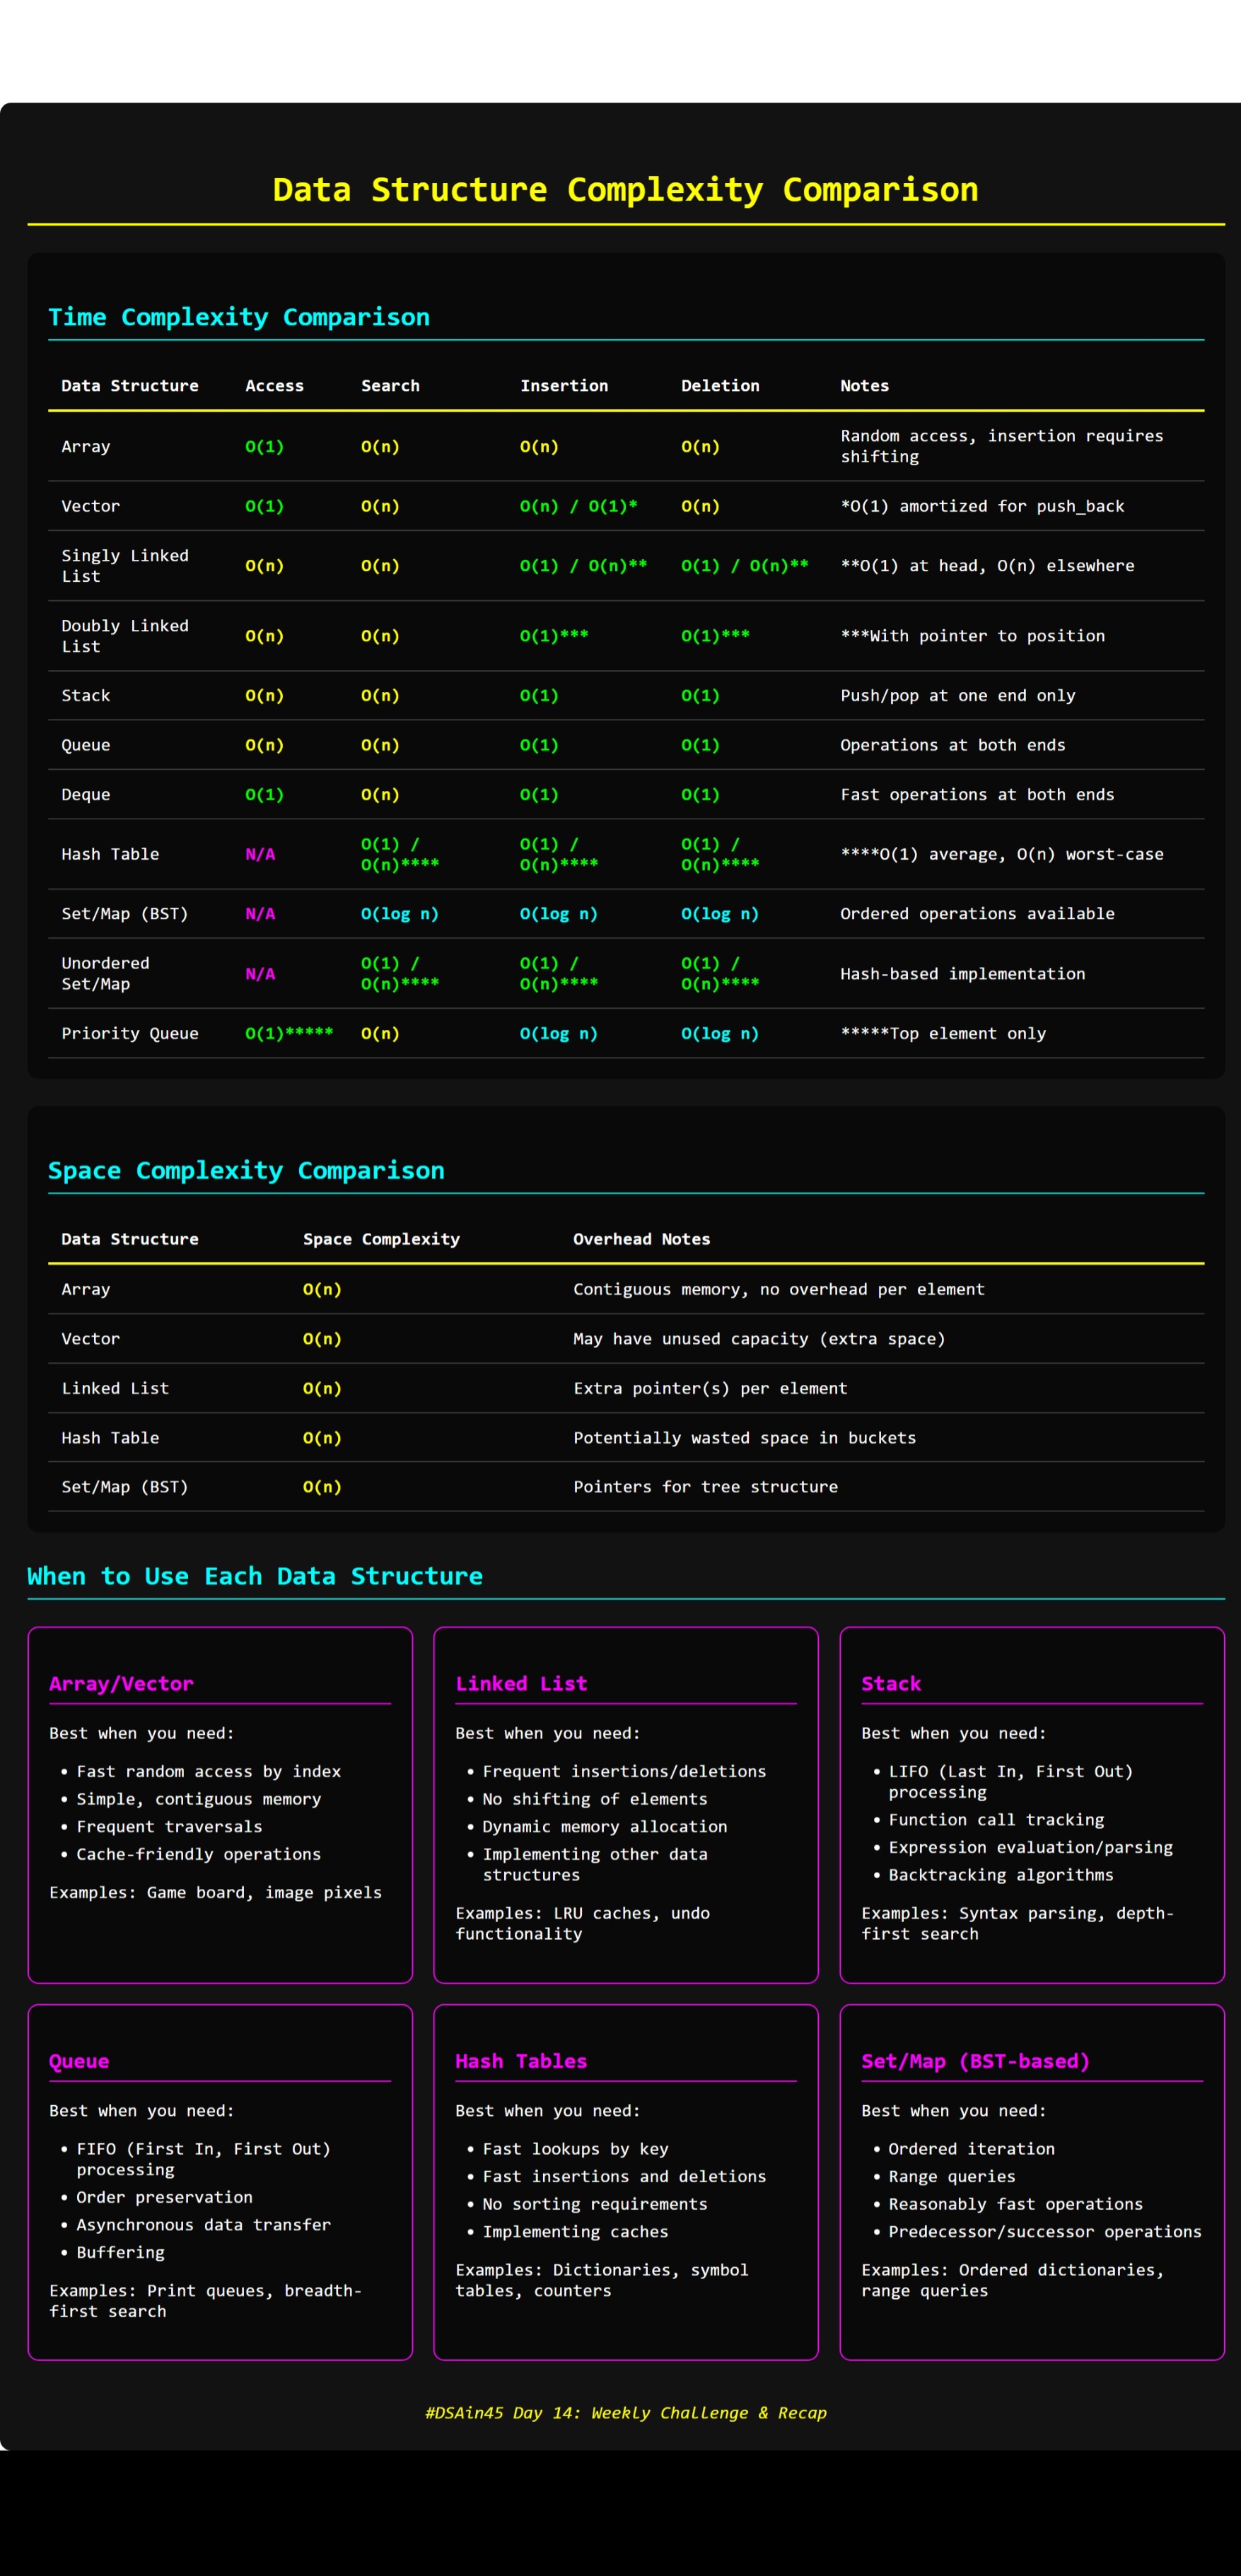 Data Structure Complexity Comparison
Time Complexity Comparison
Data Structure Access Search Insertion Deletion Notes
Array O(1) O(n) O(n) O(n) Random access, insertion requires
shifting
Vector O(1) O(n) O(n) / O(1)* O(n) *O(1) amortized for push_back
Singly Linked
List O(n) O(n) O(1) / O(n)** O(1) / O(n)** **O(1) at head, O(n) elsewhere
Doubly Linked
List O(n) O(n) O(1)*** O(1)*** ***With pointer to position
Stack O(n) O(n) O(1) O(1) Push/pop at one end only
Queue O(n) O(n) O(1) O(1) Operations at both ends
Deque O(1) O(n) O(1) O(1) Fast operations at both ends
Hash Table N/A O(1) / O(1) / O(1) / ****O(1) average, O(n) worst-case
O(n)**** O(n)**** O(n)****
Set/Map (BST) N/A O(log n) O(log n) O(log n) Ordered operations available
Unordered N/A O(1) / O(1) / O(1) / Hash-based implementation
Set/Map O(n)**** O(n)**** O(n)****
Priority Queue O(1)***** O(n) O(log n) O(log n) *****Top element only
Space Complexity Comparison
Data Structure Space Complexity Overhead Notes
Array O(n) Contiguous memory, no overhead per element
Vector O(n) May have unused capacity (extra space)
Linked List O(n) Extra pointer(s) per element
Hash Table O(n) Potentially wasted space in buckets
Set/Map (BST) O(n) Pointers for tree structure
When to Use Each Data Structure
Array/Vector
Best when you need:
• Fast random access by index
• Simple, contiguous memory
• Frequent traversals
• Cache-friendly operations
Examples: Game board, image pixels
Linked List
Best when you need:
• Frequent insertions/deletions
• No shifting of elements
• Dynamic memory allocation
• Implementing other data
structures
Examples: LRU caches, undo
functionality
Stack
Best when you need:
• LIFO (Last In, First Out)
processing
• Function call tracking
• Expression evaluation/parsing
• Backtracking algorithms
Examples: Syntax parsing, depth-
first search
Queue
Best when you need:
• FIFO (First In, First Out)
processing
• Order preservation
• Asynchronous data transfer
• Buffering
Examples: Print queues, breadth-
first search
Hash Tables
Best when you need:
• Fast lookups by key
• Fast insertions and deletions
• No sorting requirements
• Implementing caches
Examples: Dictionaries, symbol
tables, counters
Set/Map (BST-based)
Best when you need:
• Ordered iteration
• Range queries
• Reasonably fast operations
• Predecessor/successor operations
Examples: Ordered dictionaries,
range queries
#DSAin45 Day 14: Weekly Challenge & Recap